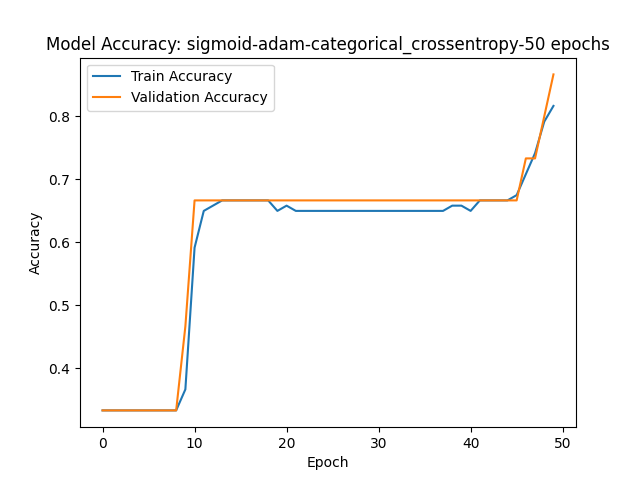 Model Accuracy: sigmoid-adam-categorical_crossentropy-50 epochs
Train Accuracy
Validation Accuracy
0.8
0.7
0.6
0.5
0.4
Accuracy
0 10 20 30 40 50
Epoch